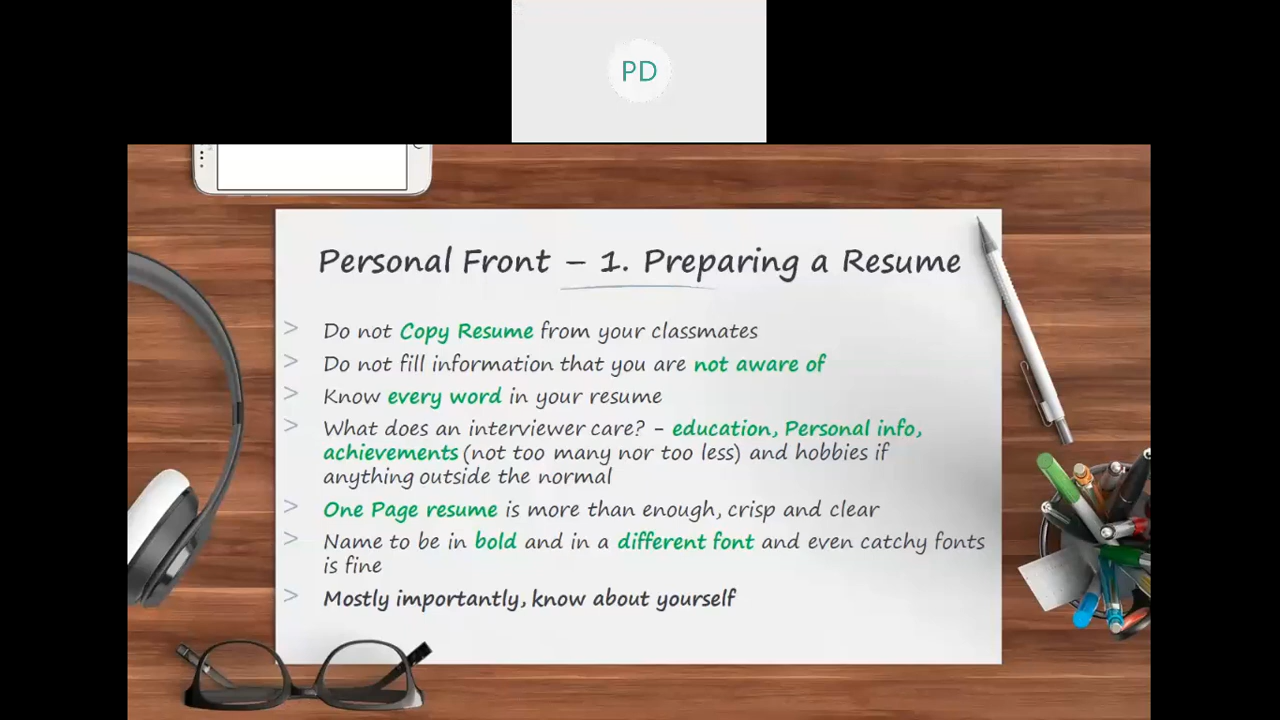 PD
Personal Front – 1. Preparing a Resume
> Do not Copy Resume from your classmates
> Do not fill information that you are not aware of
> Know every word in your resume
> What does an interviewer care? - education, Personal info,
achievements (not too many nor too less) and hobbies if
anything outside the normal
> One Page resume is more than enough, crisp and clear
> Name to be in bold and in a different font and even catchy fonts
is fine
> Mostly importantly, know about yourself